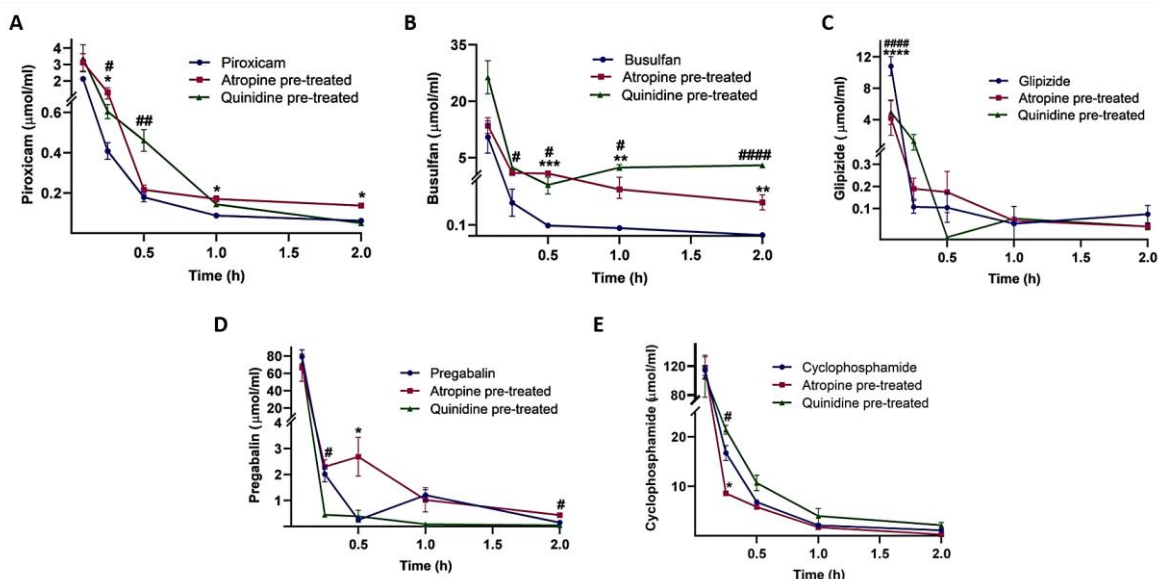 A
Piroxicam (μmol/ml)
4
3
2
0.6
0.4
0.2
#
*
##
*
*
Piroxicam
Atropine pre-treated
Quinidine pre-treated
0.5
1.0
1.5
2.0
Time (h)
B
Busulfan (μmol/ml)
35
20
5
0.1
#
#
***
#
**
####
**
Busulfan
Atropine pre-treated
Quinidine pre-treated
0.5
1.0
1.5
2.0
Time (h)
C
Glipizide (μmol/ml)
12
8
4
0.3
0.2
0.1
####
****
Glipizide
Atropine pre-treated
Quinidine pre-treated
0.5
1.0
1.5
2.0
Time (h)
D
Pregabalin (μmol/ml)
80
60
40
20
4
3
2
1
#
*
#
Pregabalin
Atropine pre-treated
Quinidine pre-treated
0.5
1.0
1.5
2.0
Time (h)
E
Cyclophosphamide (μmol/ml)
120
80
20
10
#
*
Cyclophosphamide
Atropine pre-treated
Quinidine pre-treated
0.5
1.0
1.5
2.0
Time (h)